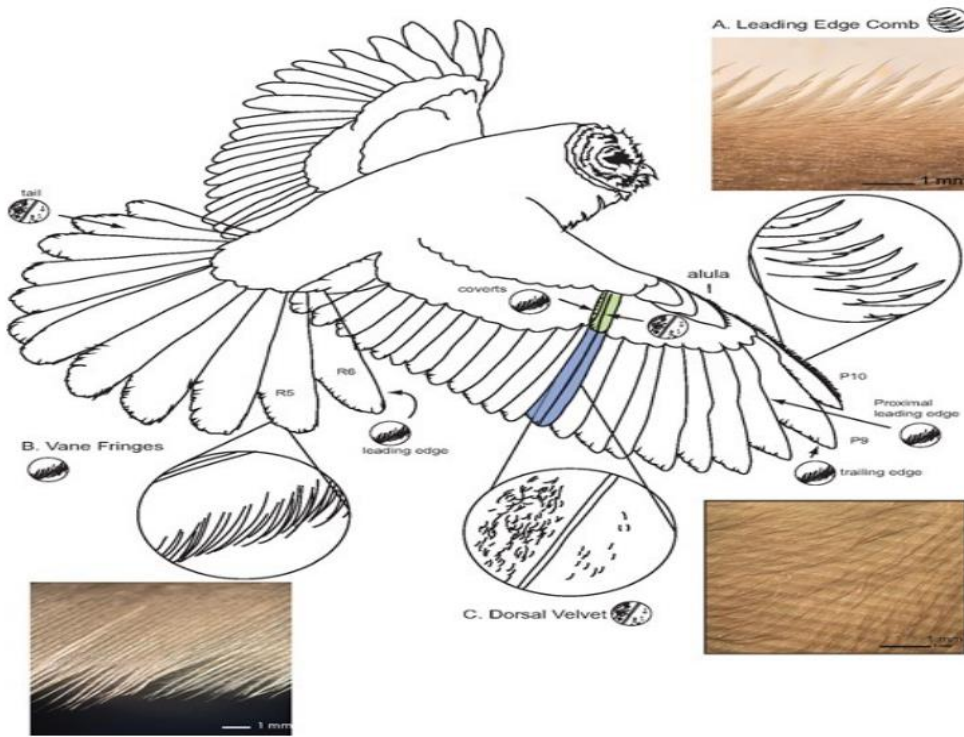 A. Leading Edge Comb
1 mm
tail
alula
coverts
P10
R6
R5
Proximal
leading edge
P9
B. Vane Fringes
leading edge
trailing edge
C. Dorsal Velvet
1 mm
1 mm